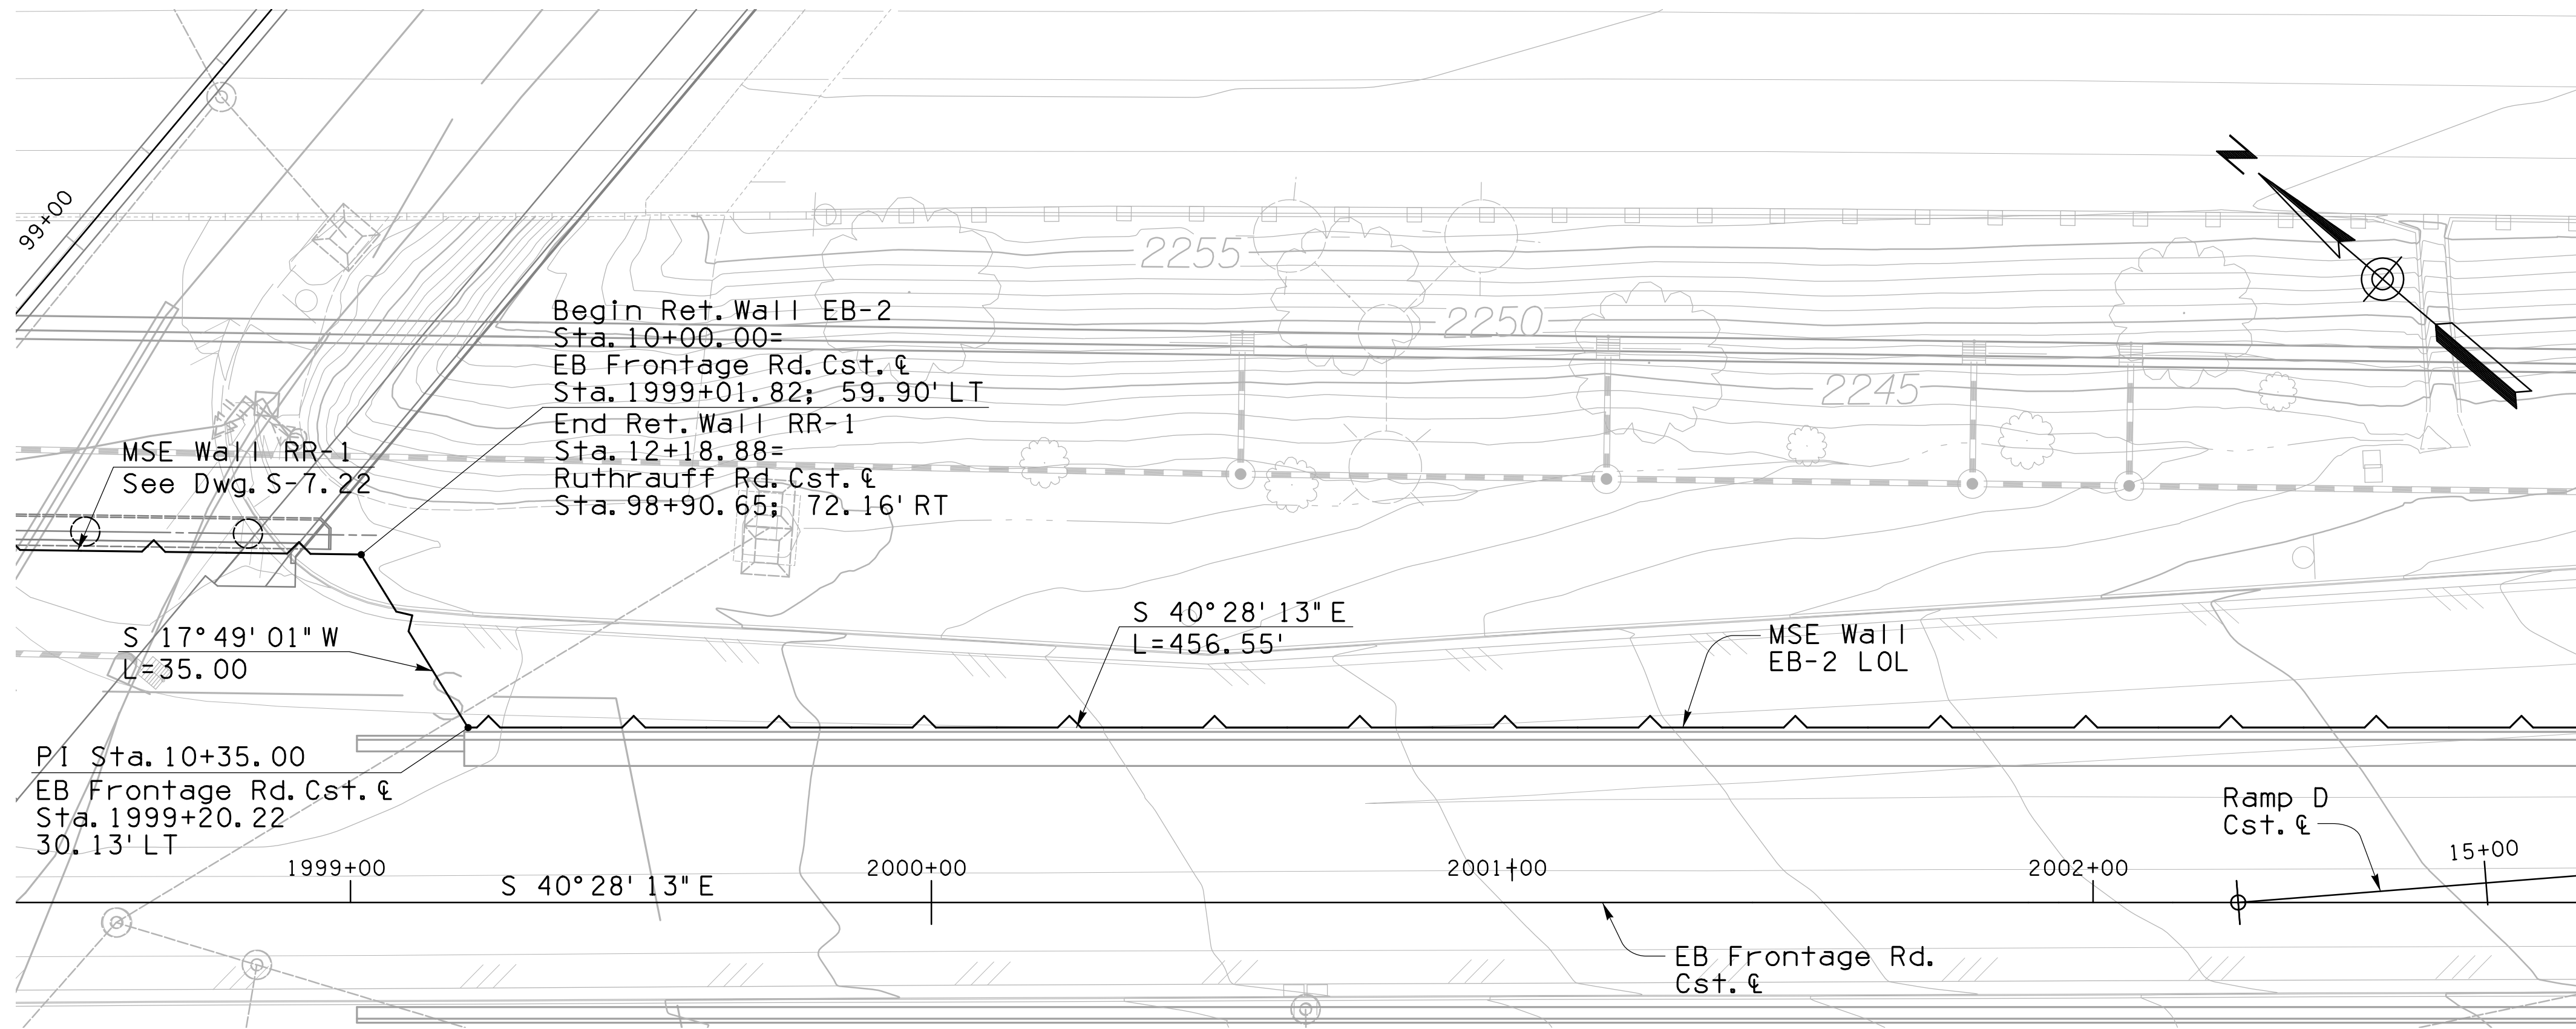 N
99+00
2255
2250
2245
Begin Ret. Wall EB-2
Sta. 10+00.00=
EB Frontage Rd. Cst. ℄
Sta. 1999+01.82; 59.90' LT
End Ret. Wall RR-1
Sta. 12+18.88=
Ruthrauff Rd. Cst. ℄
Sta. 98+90.65; 72.16' RT
MSE Wall RR-1
See Dwg. S-7.22
S 17°49'01" W
L=35.00
S 40°28'13" E
L=456.55'
MSE Wall
EB-2 LOL
PI Sta. 10+35.00
EB Frontage Rd. Cst. ℄
Sta. 1999+20.22
30.13' LT
Ramp D
Cst. ℄
15+00
1999+00
2000+00
2001+00
2002+00
S 40°28'13" E
EB Frontage Rd.
Cst. ℄